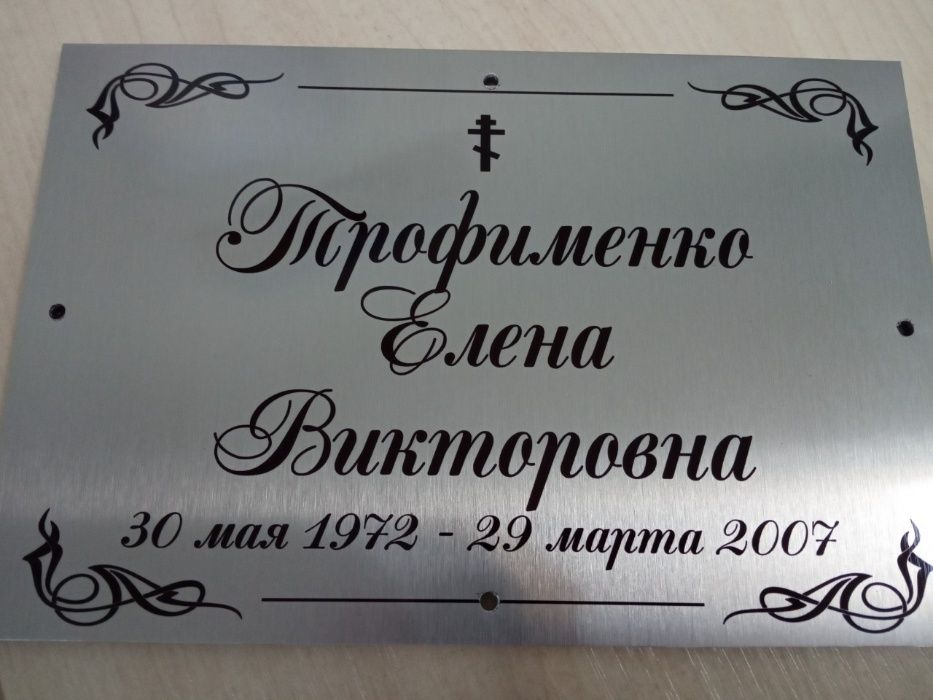 Трофименко
Елена
Викторовна
30 мая 1972 - 29 марта 2007